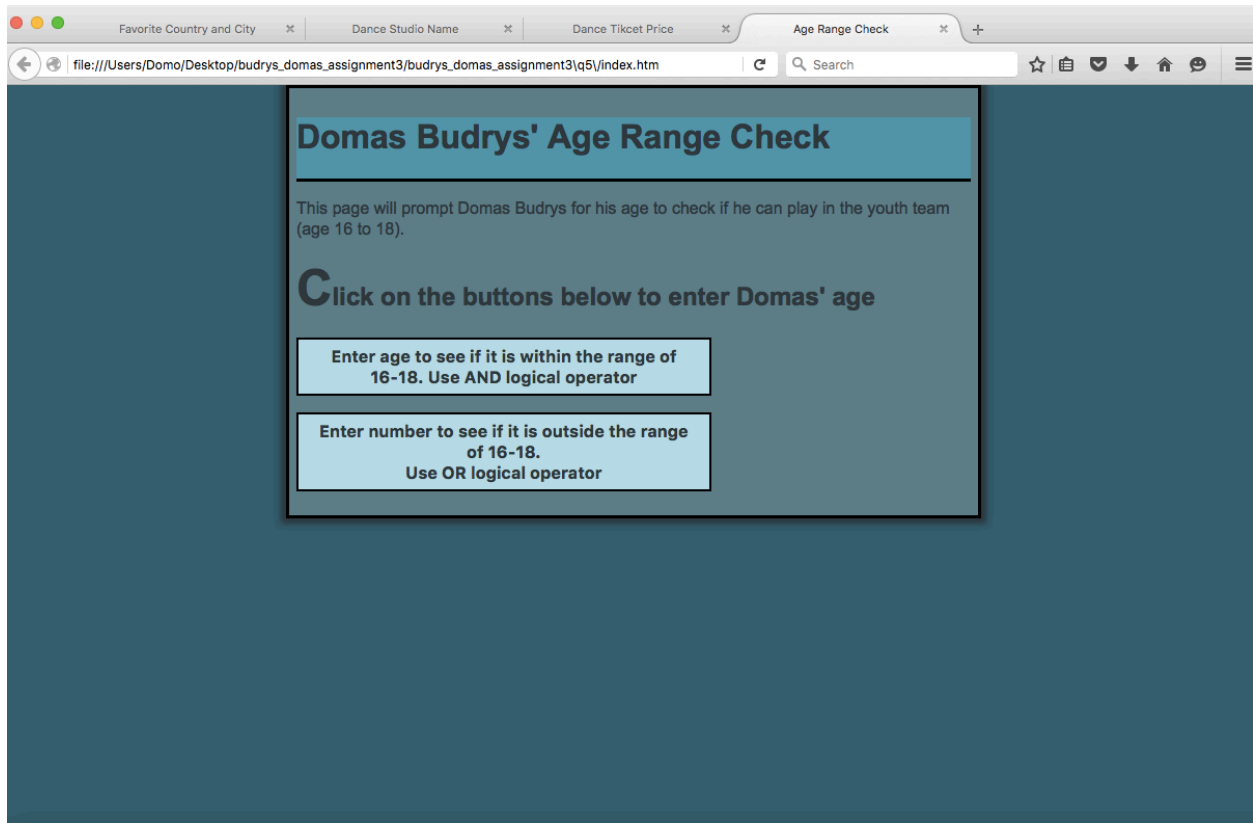 Favorite Country and City
Dance Studio Name
Dance Tikcet Price
Age Range Check
file:///Users/Domo/Desktop/budrys_domas_assignment3/budrys_domas_assignment3\q5\/index.htm
Search
Domas Budrys' Age Range Check
This page will prompt Domas Budrys for his age to check if he can play in the youth team
(age 16 to 18).
Click on the buttons below to enter Domas' age
Enter age to see if it is within the range of
16-18. Use AND logical operator
Enter number to see if it is outside the range
of 16-18.
Use OR logical operator